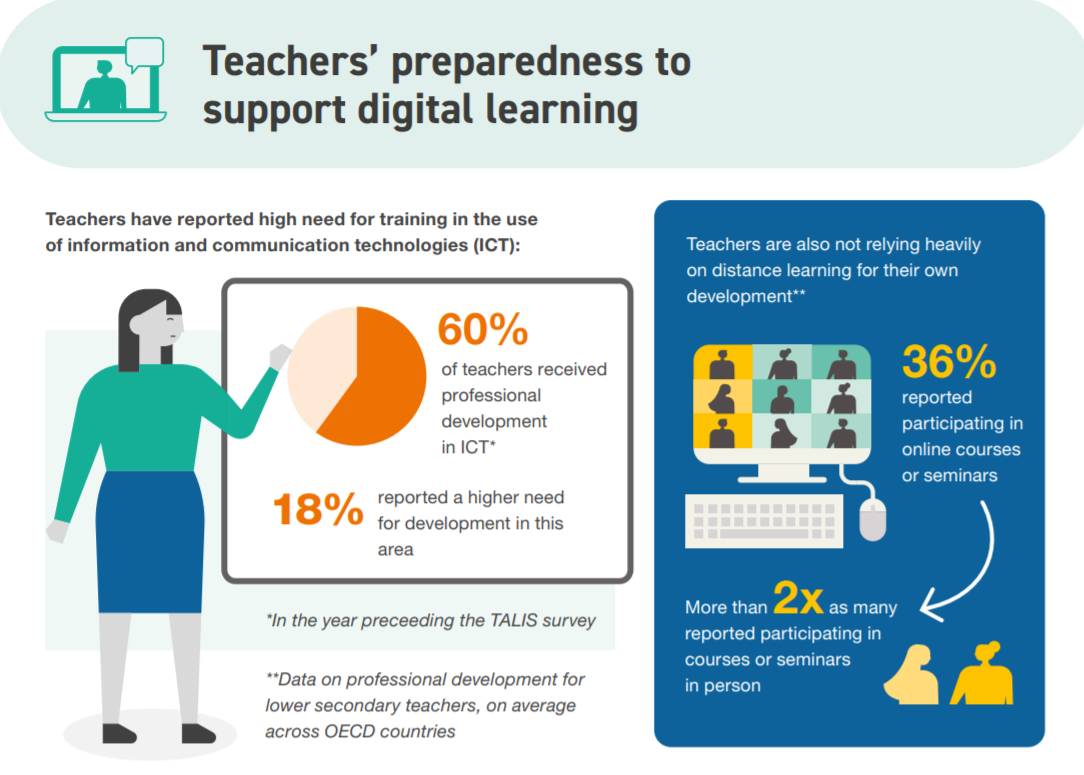 Teachers’ preparedness to
support digital learning
Teachers have reported high need for training in the use
of information and communication technologies (ICT):
60%
of teachers received
professional
development
in ICT*
18%
reported a higher need
for development in this
area
*In the year preceeding the TALIS survey
**Data on professional development for
lower secondary teachers, on average
across OECD countries
Teachers are also not relying heavily
on distance learning for their own
development**
36%
reported
participating in
online courses
or seminars
More than 2x as many
reported participating in
courses or seminars
in person